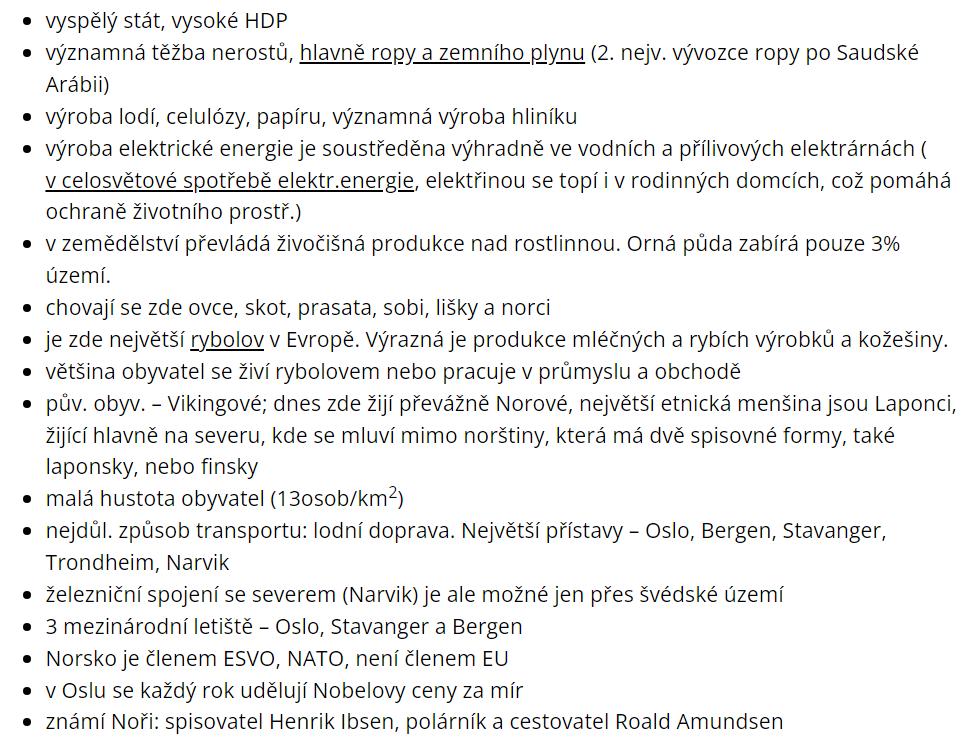 • vyspělý stát, vysoké HDP
• významná těžba nerostů, hlavně ropy a zemního plynu (2. nejv. vývozce ropy po Saudské
Arábii)
• výroba lodí, celulózy, papíru, významná výroba hliníku
• výroba elektrické energie je soustředěna výhradně ve vodních a přílivových elektrárnách (
v celosvětové spotřebě elektr.energie, elektřinou se topí i v rodinných domcích, což pomáhá
ochraně životního prostř.)
• v zemědělství převládá živočišná produkce nad rostlinnou. Orná půda zabírá pouze 3%
území.
• chovají se zde ovce, skot, prasata, sobi, lišky a norci
• je zde největší rybolov v Evropě. Výrazná je produkce mléčných a rybích výrobků a kožešiny.
• většina obyvatel se živí rybolovem nebo pracuje v průmyslu a obchodě
• pův. obyv. – Vikingové; dnes zde žijí převážně Norové, největší etnická menšina jsou Laponci,
žijící hlavně na severu, kde se mluví mimo norštiny, která má dvě spisovné formy, také
laponsky, nebo finsky
• malá hustota obyvatel (13osob/km²)
• nejdůl. způsob transportu: lodní doprava. Největší přístavy – Oslo, Bergen, Stavanger,
Trondheim, Narvik
• železniční spojení se severem (Narvik) je ale možné jen přes švédské území
• 3 mezinárodní letiště – Oslo, Stavanger a Bergen
• Norsko je členem ESVO, NATO, není členem EU
• v Oslu se každý rok udělují Nobelovy ceny za mír
• známí Noři: spisovatel Henrik Ibsen, polárník a cestovatel Roald Amundsen